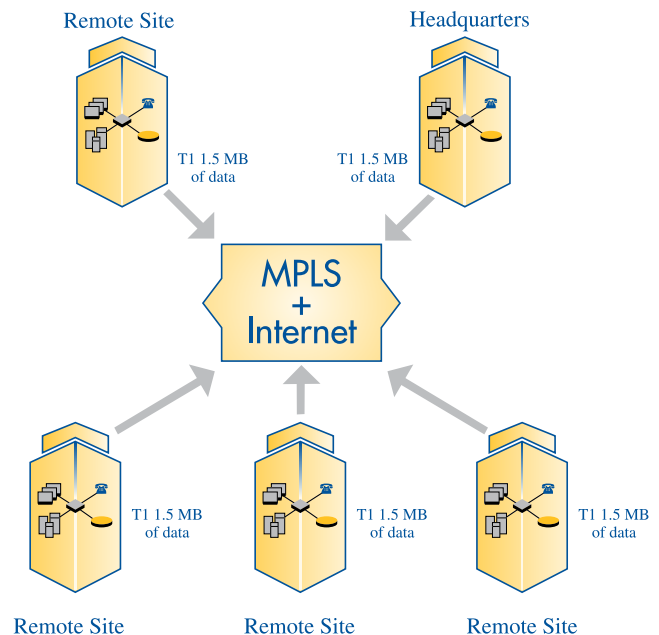 Remote Site
Headquarters
T1 1.5 MB
of data
T1 1.5 MB
of data
MPLS
+
Internet
T1 1.5 MB
of data
T1 1.5 MB
of data
T1 1.5 MB
of data
Remote Site
Remote Site
Remote Site